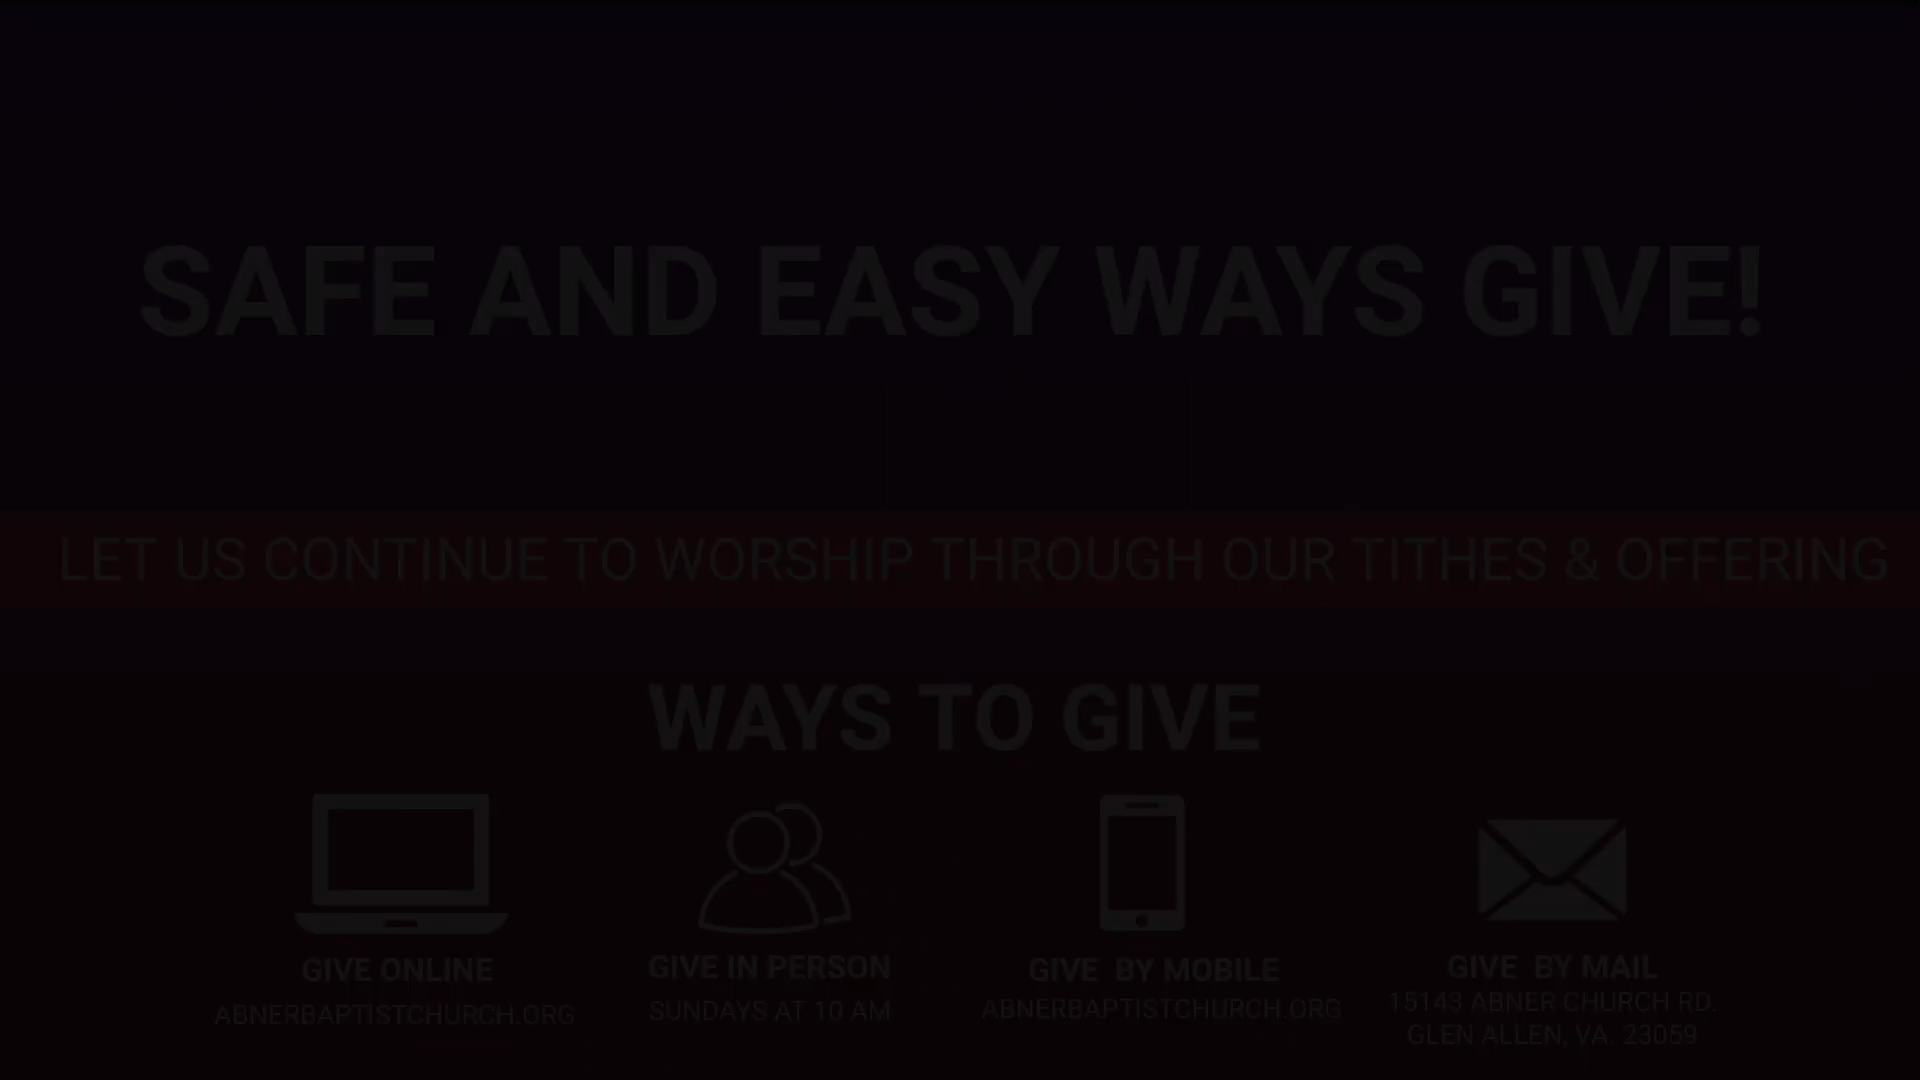 SAFE AND EASY WAYS GIVE!
LET US CONTINUE TO WORSHIP THROUGH OUR TITHES & OFFERING
WAYS TO GIVE
GIVE ONLINE
ABNERBAPTISTCHURCH.ORG
GIVE IN PERSON
SUNDAYS AT 10 AM
GIVE BY MOBILE
ABNERBAPTISTCHURCH.ORG
GIVE BY MAIL
15143 ABNER CHURCH RD.
GLEN ALLEN, VA. 23059